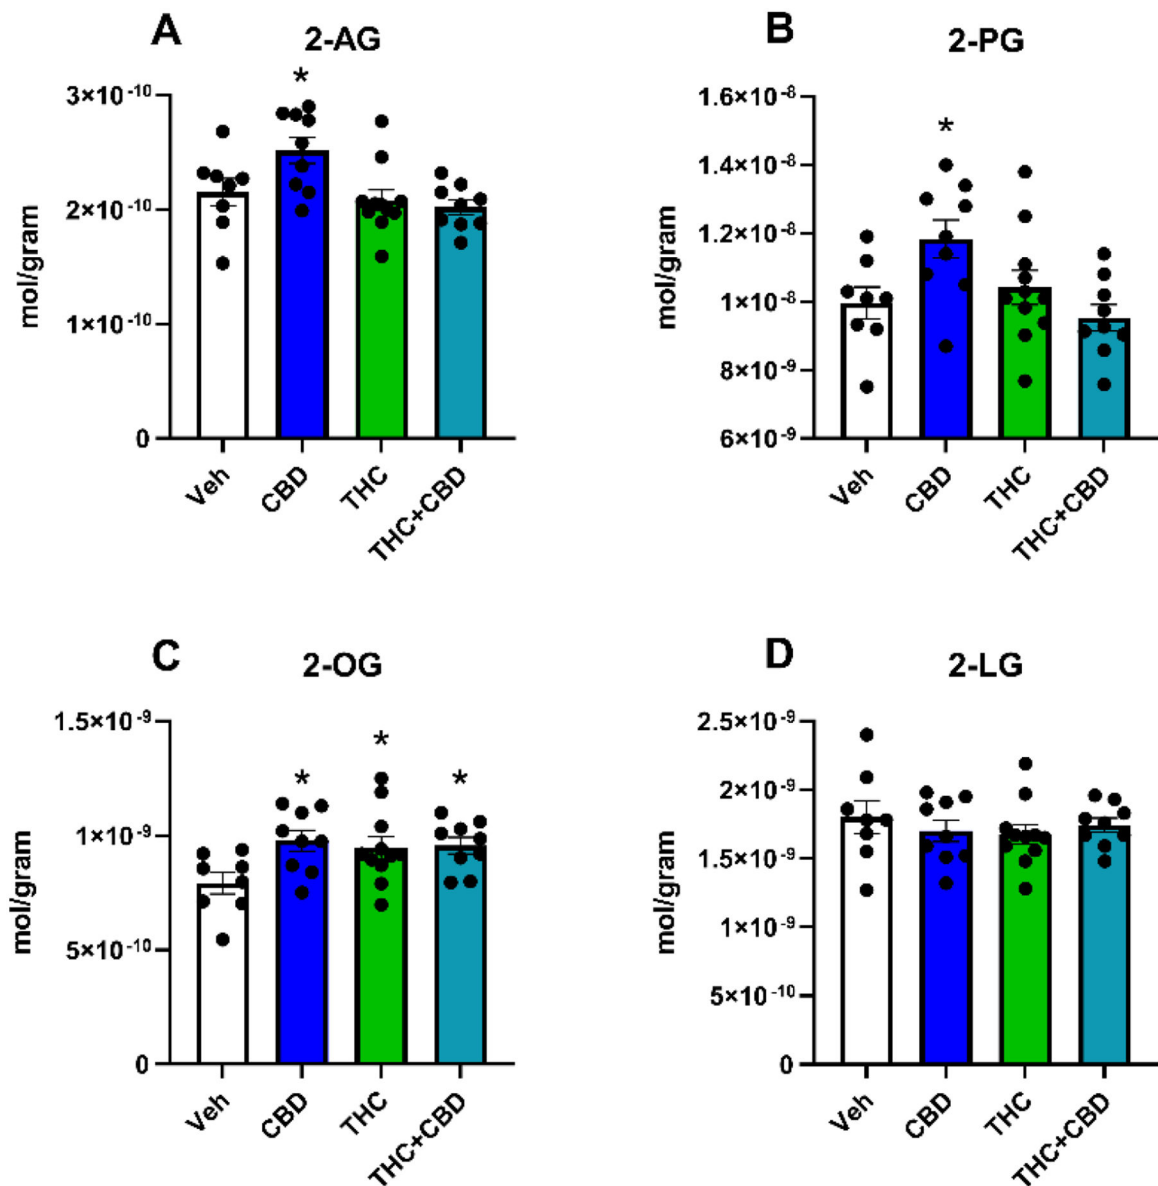 A 2-AG
*
3×10⁻¹⁰
2×10⁻¹⁰
1×10⁻¹⁰
0
mol/gram
Veh CBD THC THC+CBD
B 2-PG
*
1.6×10⁻⁸
1.4×10⁻⁸
1.2×10⁻⁸
1×10⁻⁸
8×10⁻⁹
6×10⁻⁹
mol/gram
Veh CBD THC THC+CBD
C 2-OG
* * *
1.5×10⁻⁹
1×10⁻⁹
5×10⁻¹⁰
0
mol/gram
Veh CBD THC THC+CBD
D 2-LG
2.5×10⁻⁹
2×10⁻⁹
1.5×10⁻⁹
1×10⁻⁹
5×10⁻¹⁰
0
mol/gram
Veh CBD THC THC+CBD